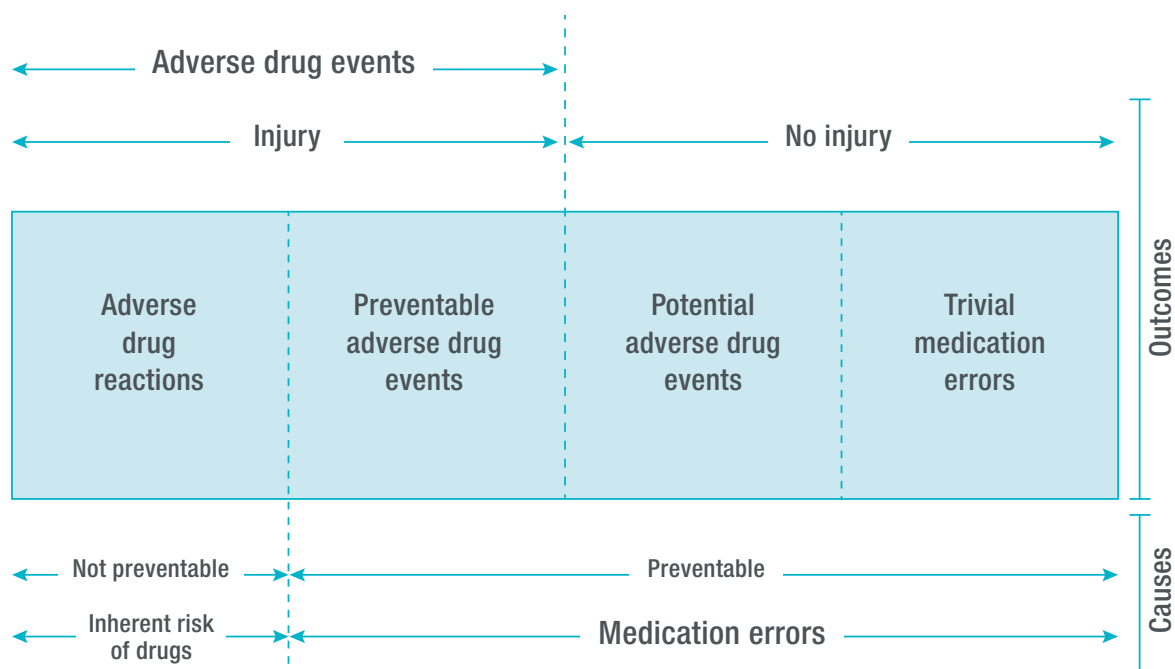 Adverse drug events
Injury
No injury
Adverse
drug
reactions
Preventable
adverse drug
events
Potential
adverse drug
events
Trivial
medication
errors
Outcomes
Not preventable
Preventable
Inherent risk
of drugs
Medication errors
Causes